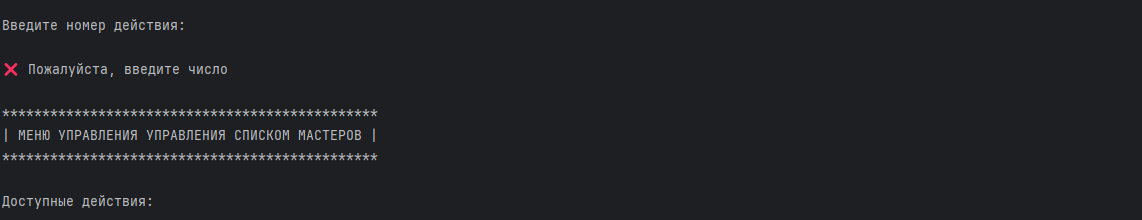 Введите номер действия:
❌ Пожалуйста, введите число
***********************************************
| МЕНЮ УПРАВЛЕНИЯ УПРАВЛЕНИЯ СПИСКОМ МАСТЕРОВ |
***********************************************
Доступные действия: